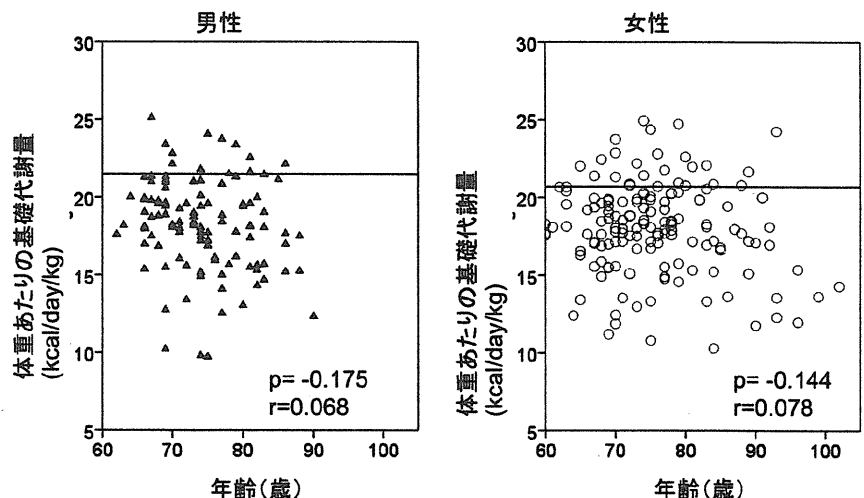 男性
30
25
20
15
10
5
体重あたりの基礎代謝量
(kcal/day/kg)
p= -0.175
r=0.068
60 70 80 90 100
年齢(歳)
女性
30
25
20
15
10
5
体重あたりの基礎代謝量
(kcal/day/kg)
p= -0.144
r=0.078
60 70 80 90 100
年齢(歳)